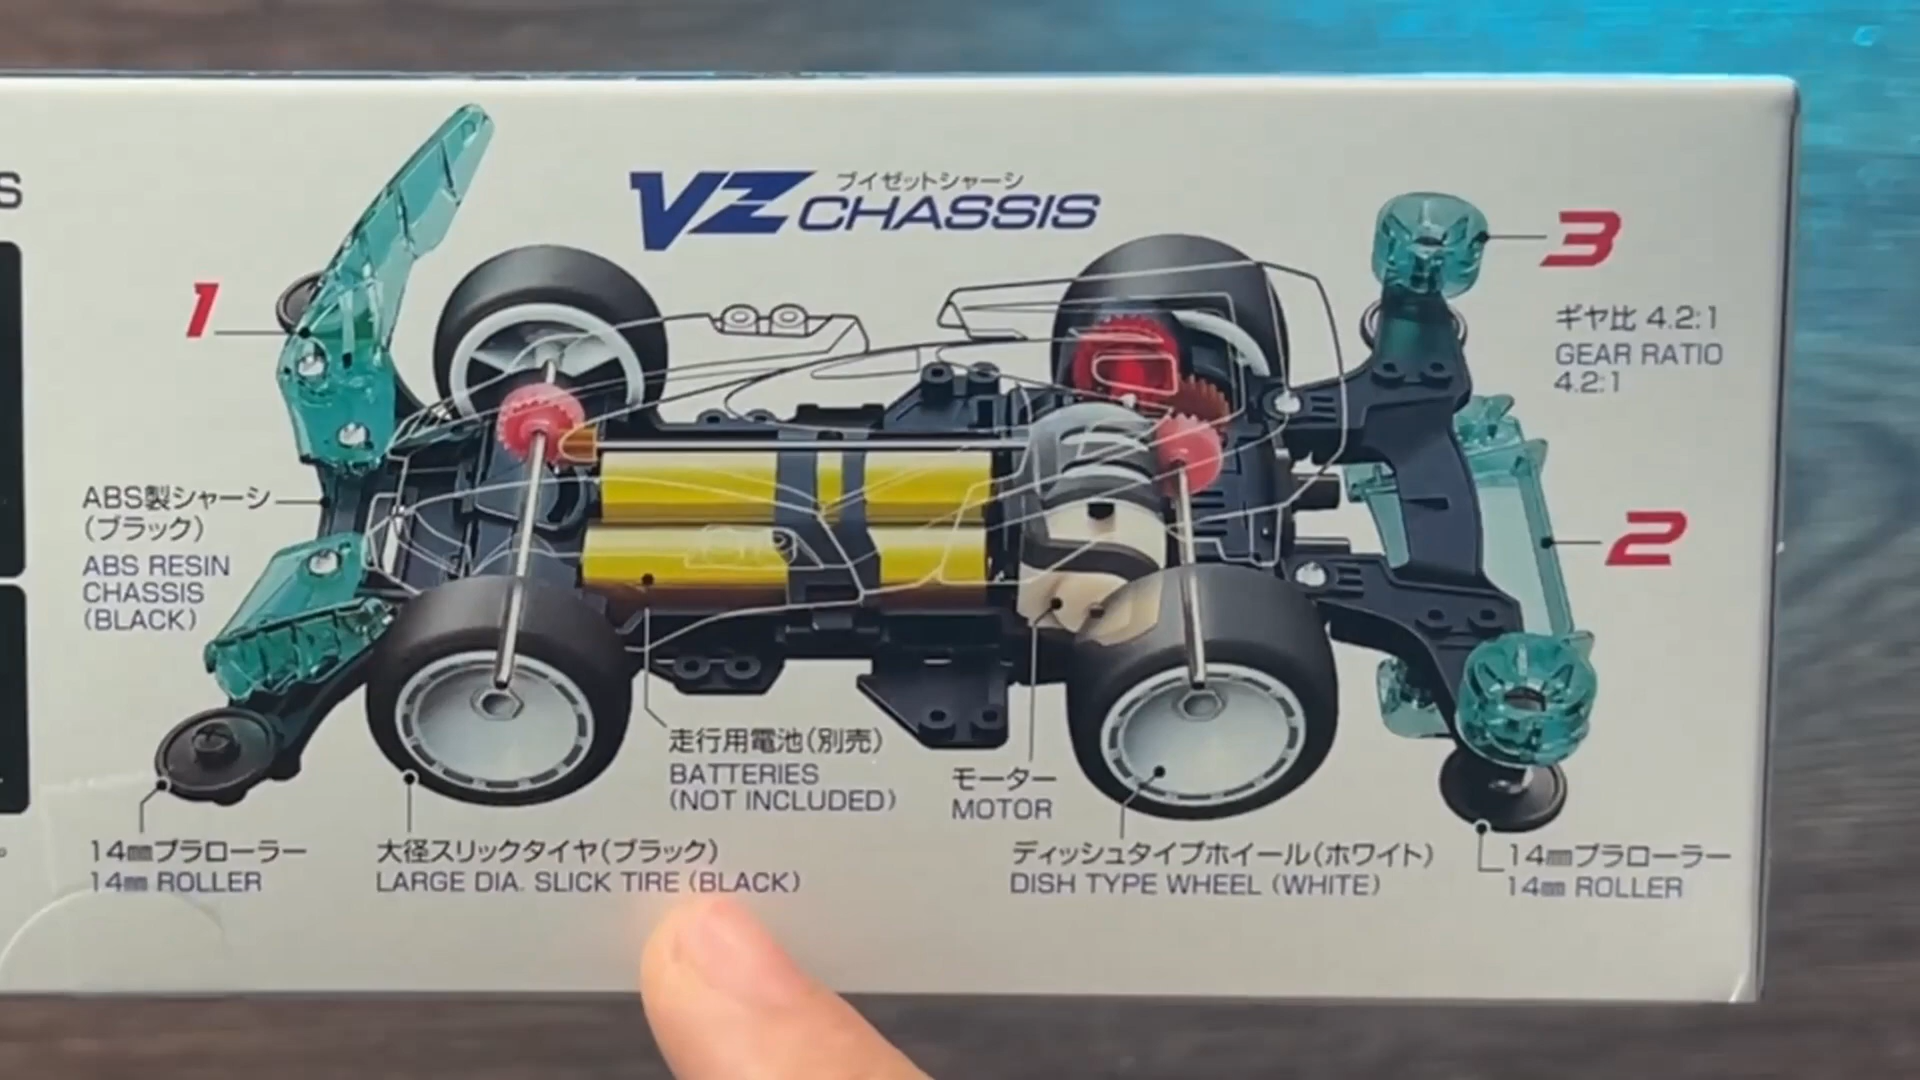 S
ブイゼットシャーシ
VZ CHASSIS
1
3
ギヤ比 4.2:1
GEAR RATIO
4.2:1
ABS製シャーシ
(ブラック)
ABS RESIN
CHASSIS
(BLACK)
2
走行用電池(別売)
BATTERIES
(NOT INCLUDED)
モーター
MOTOR
14㎜プラローラー
14㎜ ROLLER
大径スリックタイヤ(ブラック)
LARGE DIA. SLICK TIRE (BLACK)
ディッシュタイプホイール(ホワイト)
DISH TYPE WHEEL (WHITE)
14㎜プラローラー
14㎜ ROLLER